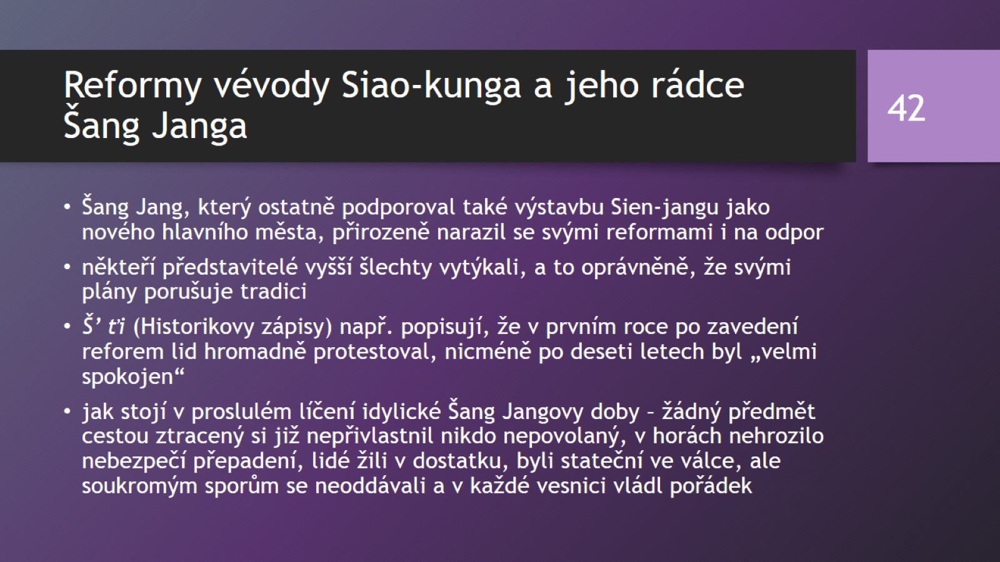 Reformy vévody Siao-kunga a jeho rádce
Šang Janga
42
• Šang Jang, který ostatně podporoval také výstavbu Sien-jangu jako
nového hlavního města, přirozeně narazil se svými reformami i na odpor
• někteří představitelé vyšší šlechty vytýkali, a to oprávněně, že svými
plány porušuje tradici
• Š’ ťi (Historikovy zápisy) např. popisují, že v prvním roce po zavedení
reforem lid hromadně protestoval, nicméně po deseti letech byl „velmi
spokojen“
• jak stojí v proslulém líčení idylické Šang Jangovy doby – žádný předmět
cestou ztracený si již nepřivlastnil nikdo nepovolaný, v horách nehrozilo
nebezpečí přepadení, lidé žili v dostatku, byli stateční ve válce, ale
soukromým sporům se neoddávali a v každé vesnici vládl pořádek